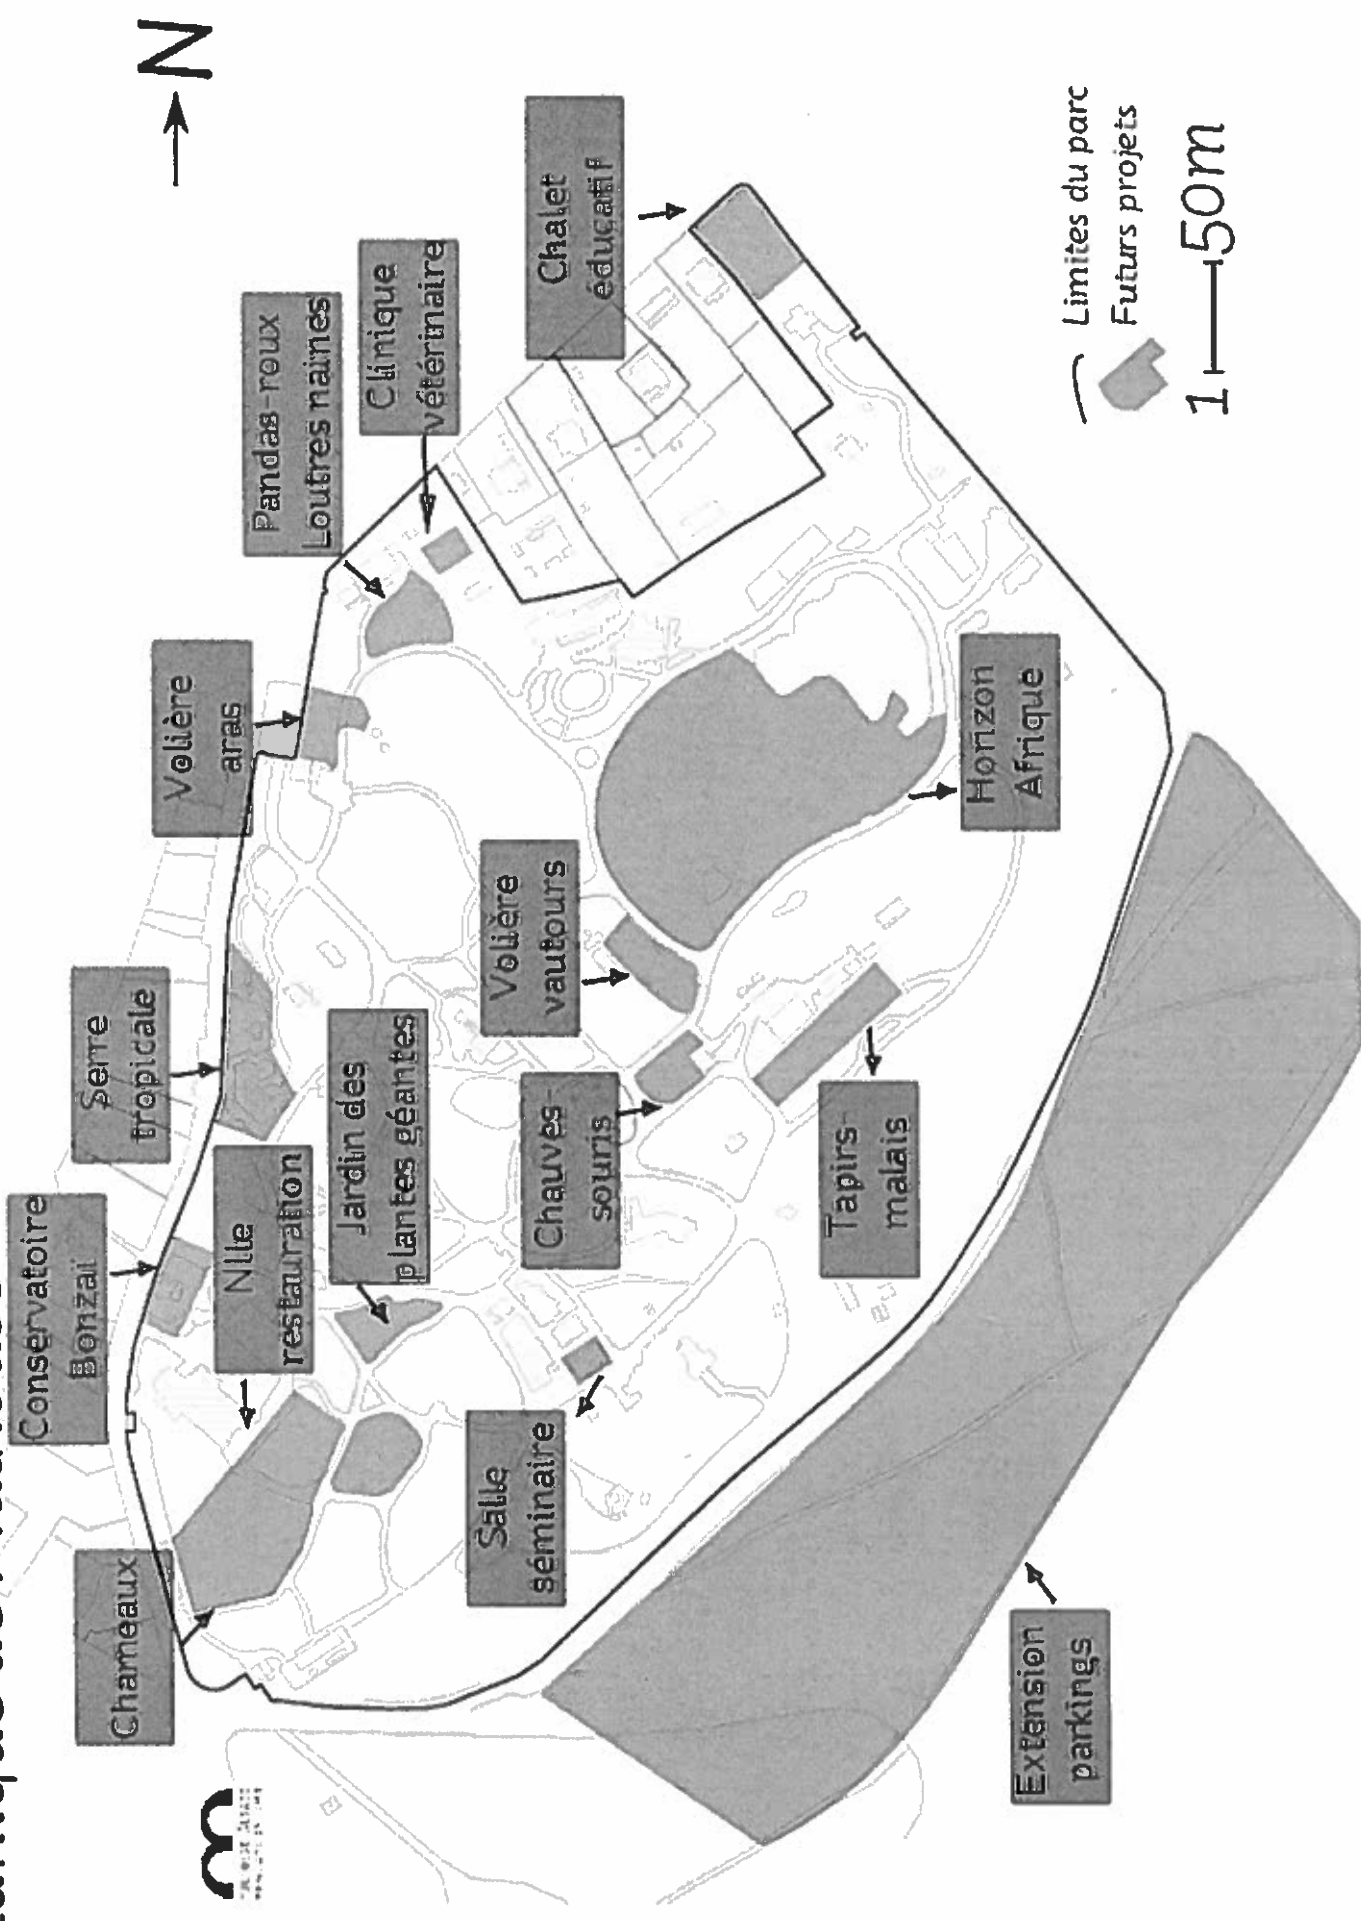 N
Chameaux
Conservatoire
Bonzaï
Serre
tropicale
Volière
aras
Pandas-roux
Loutres naines
Clinique
vétérinaire
Chalet
éducatif
Nlle
restauration
Jardin des
plantes géantes
Volière
vautours
Chauves-
souris
Salle
séminaire
Tapirs-
malais
Horizon
Afrique
Extension
parkings
Limites du parc
Futurs projets
50m